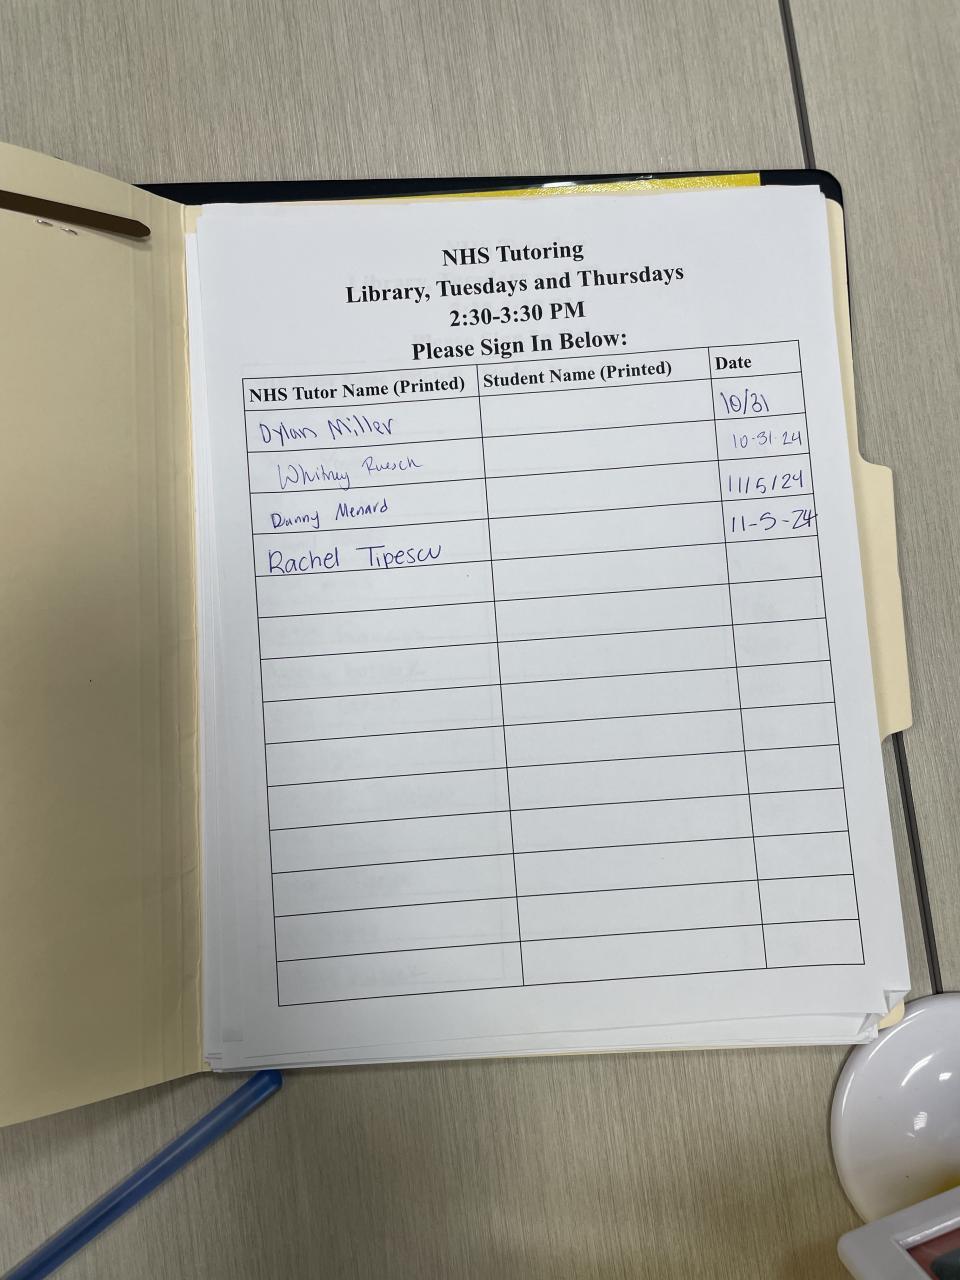 NHS Tutoring
Library, Tuesdays and Thursdays
2:30-3:30 PM
Please Sign In Below:
NHS Tutor Name (Printed) Student Name (Printed) Date
Dylan Miller 10/31
Whitney Ruesch 10-31-24
Danny Menard 11/5/24
Rachel Tipescu 11-5-24